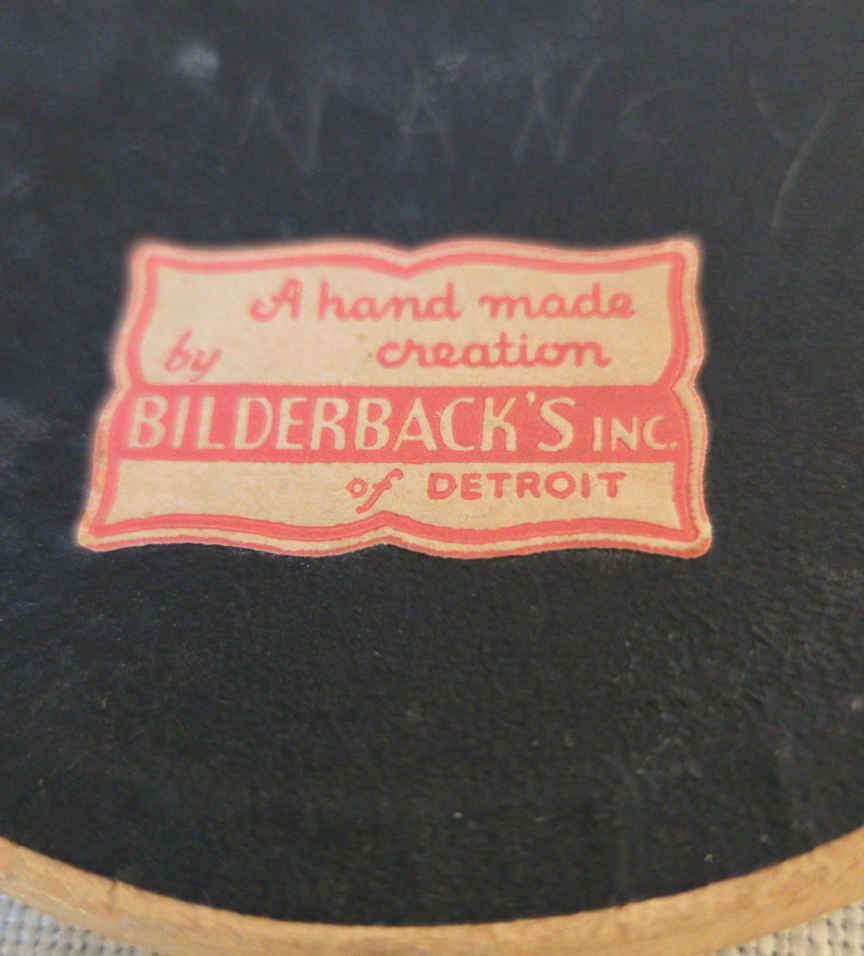 NANCY
A hand made
by creation
BILDERBACK'S INC.
of DETROIT